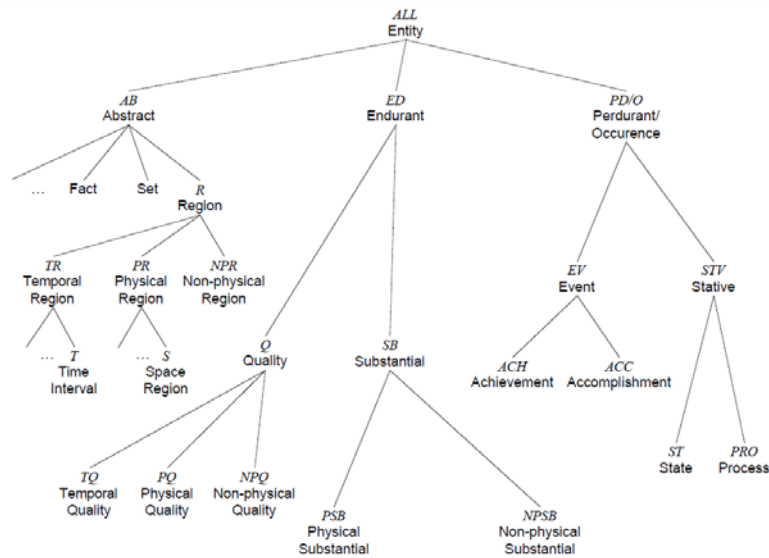 ALL
Entity
AB
Abstract
ED
Endurant
PD/O
Perdurant/
Occurence
... Fact Set R
Region
TR
Temporal
Region
PR
Physical
Region
NPR
Non-physical
Region
EV
Event
STV
Stative
... T
Time
Interval
... S
Space
Region
Q
Quality
SB
Substantial
ACH
Achievement
ACC
Accomplishment
ST
State
PRO
Process
TQ
Temporal
Quality
PQ
Physical
Quality
NPQ
Non-physical
Quality
PSB
Physical
Substantial
NPSB
Non-physical
Substantial